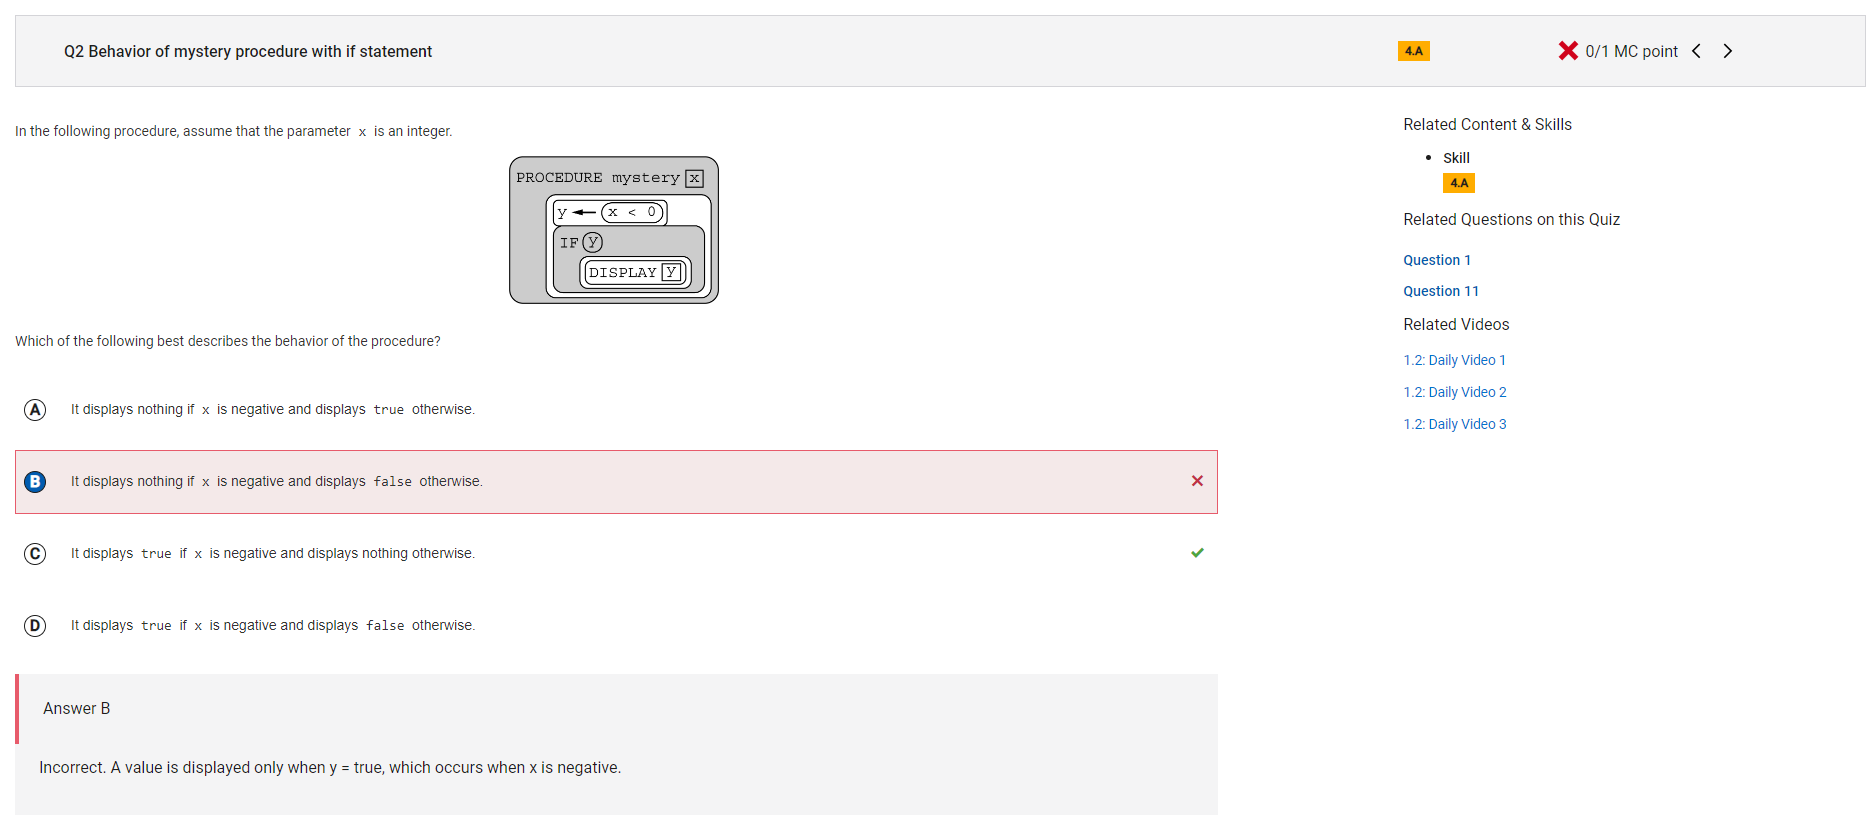 Q2 Behavior of mystery procedure with if statement
4.A
0/1 MC point
In the following procedure, assume that the parameter x is an integer.
PROCEDURE mystery x
y ← x < 0
IF y
DISPLAY y
Which of the following best describes the behavior of the procedure?
A It displays nothing if x is negative and displays true otherwise.
B It displays nothing if x is negative and displays false otherwise.
C It displays true if x is negative and displays nothing otherwise.
D It displays true if x is negative and displays false otherwise.
Answer B
Incorrect. A value is displayed only when y = true, which occurs when x is negative.
Related Content & Skills
• Skill
4.A
Related Questions on this Quiz
Question 1
Question 11
Related Videos
1.2: Daily Video 1
1.2: Daily Video 2
1.2: Daily Video 3